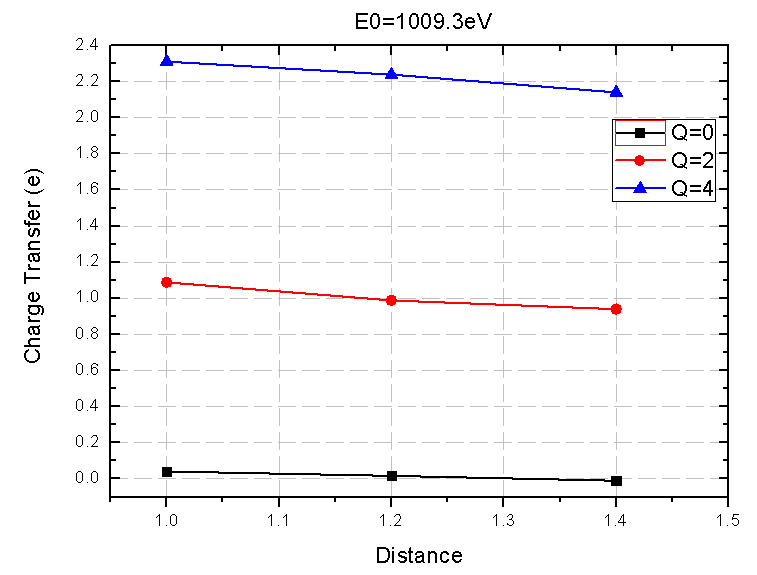 E0=1009.3eV
2.4
2.2
2.0
1.8
1.6
1.4
1.2
1.0
0.8
0.6
0.4
0.2
0.0
Charge Transfer (e)
Q=0
Q=2
Q=4
1.0 1.1 1.2 1.3 1.4 1.5
Distance